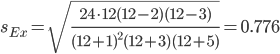 s_{Ex} = \sqrt{\frac{24 \cdot 12(12-2)(12-3)}{(12+1)^2(12+3)(12+5)}} = 0.776